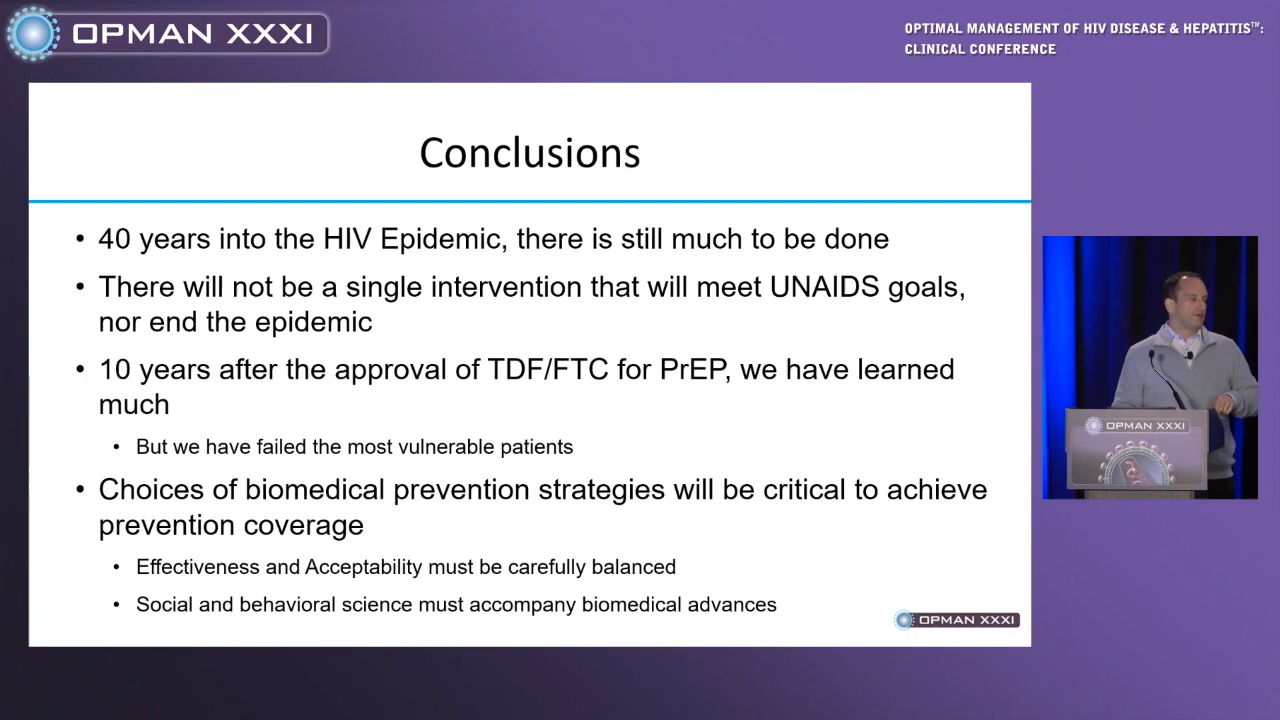 OPMAN XXXI
OPTIMAL MANAGEMENT OF HIV DISEASE & HEPATITIS™:
CLINICAL CONFERENCE
Conclusions
• 40 years into the HIV Epidemic, there is still much to be done
• There will not be a single intervention that will meet UNAIDS goals,
nor end the epidemic
• 10 years after the approval of TDF/FTC for PrEP, we have learned
much
• But we have failed the most vulnerable patients
• Choices of biomedical prevention strategies will be critical to achieve
prevention coverage
• Effectiveness and Acceptability must be carefully balanced
• Social and behavioral science must accompany biomedical advances
OPMAN XXXI
OPMAN XXXI